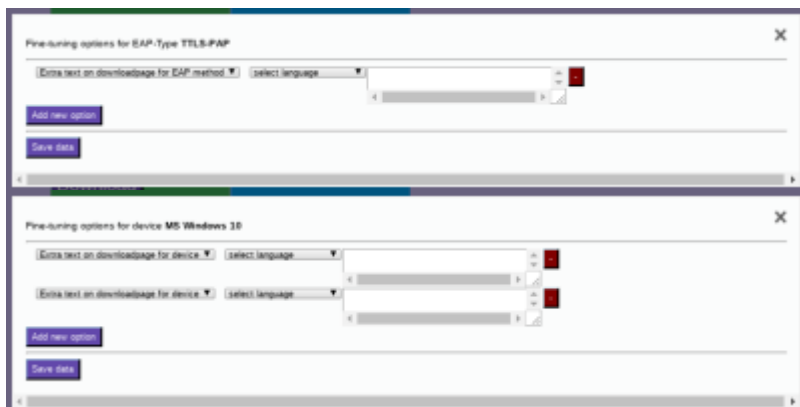 Fine-tuning options for EAP-Type TTLS-PAP
Extra text on downloadpage for EAP method select language -
Add new option
Save data
Fine-tuning options for device MS Windows 10
Extra text on downloadpage for device select language -
Extra text on downloadpage for device select language -
Add new option
Save data